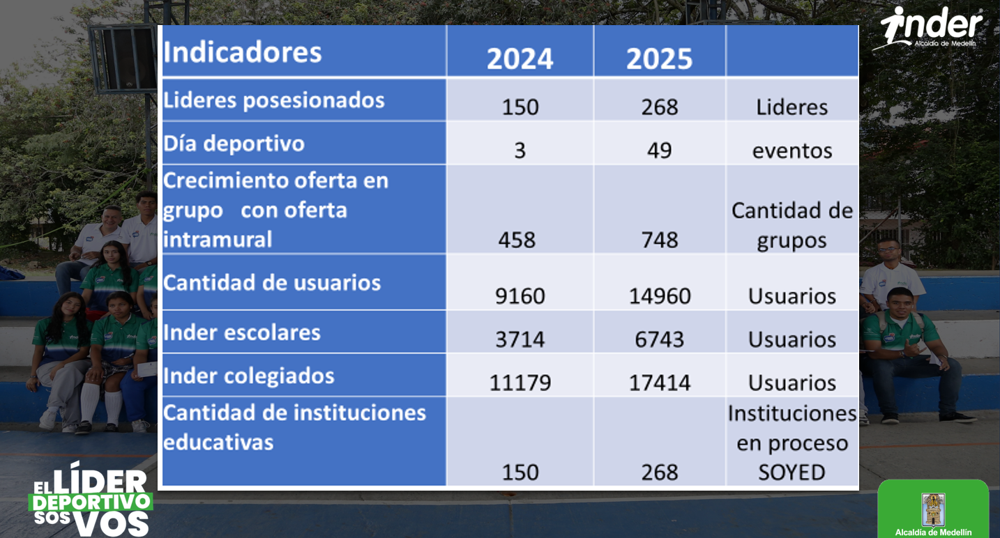 inder
Alcaldía de Medellín
Indicadores 2024 2025
Lideres posesionados 150 268 Lideres
Día deportivo 3 49 eventos
Crecimiento oferta en
grupo con oferta
intramural 458 748 Cantidad de
grupos
Cantidad de usuarios 9160 14960 Usuarios
Inder escolares 3714 6743 Usuarios
Inder colegiados 11179 17414 Usuarios
Cantidad de instituciones
educativas 150 268 Instituciones
en proceso
SOYED
EL LÍDER
DEPORTIVO
SOS VOS
Alcaldía de Medellín